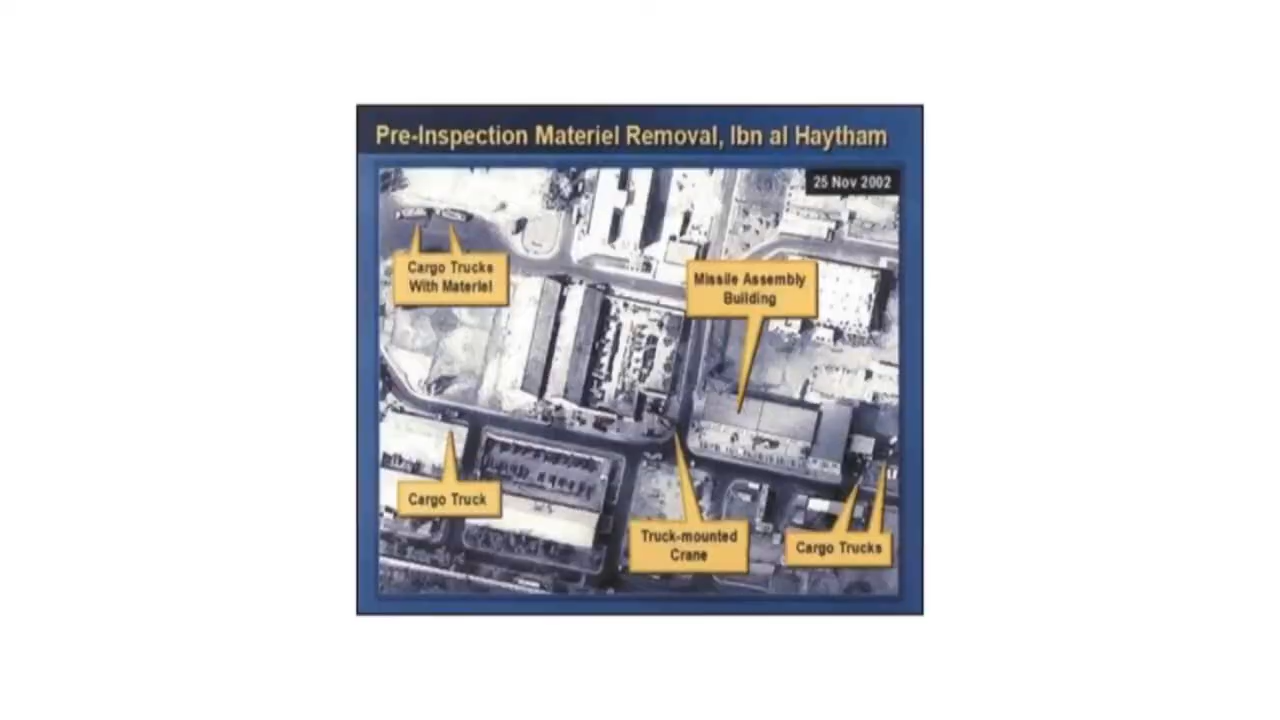 Pre-Inspection Materiel Removal, Ibn al Haytham
25 Nov 2002
Cargo Trucks
With Materiel
Missile Assembly
Building
Cargo Truck
Truck-mounted
Crane
Cargo Trucks